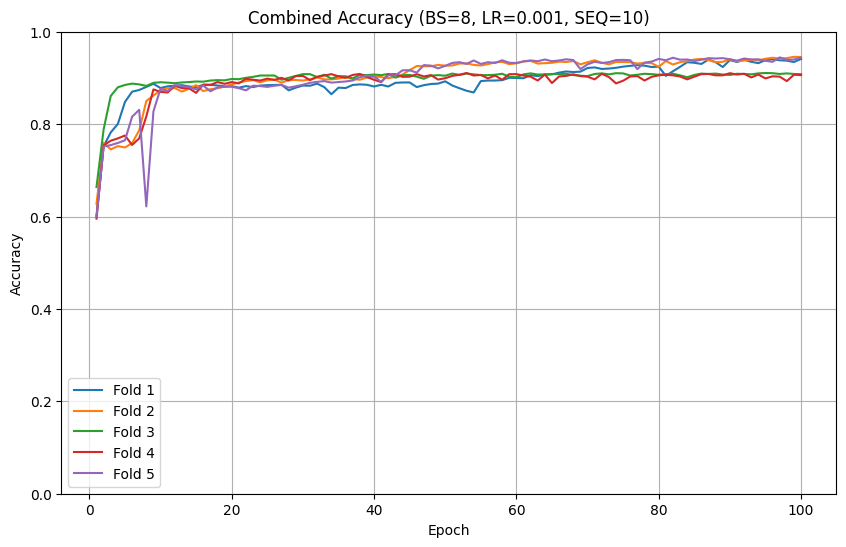 Combined Accuracy (BS=8, LR=0.001, SEQ=10)
Accuracy
1.0
0.8
0.6
0.4
0.2
0.0
Fold 1
Fold 2
Fold 3
Fold 4
Fold 5
0 20 40 60 80 100
Epoch